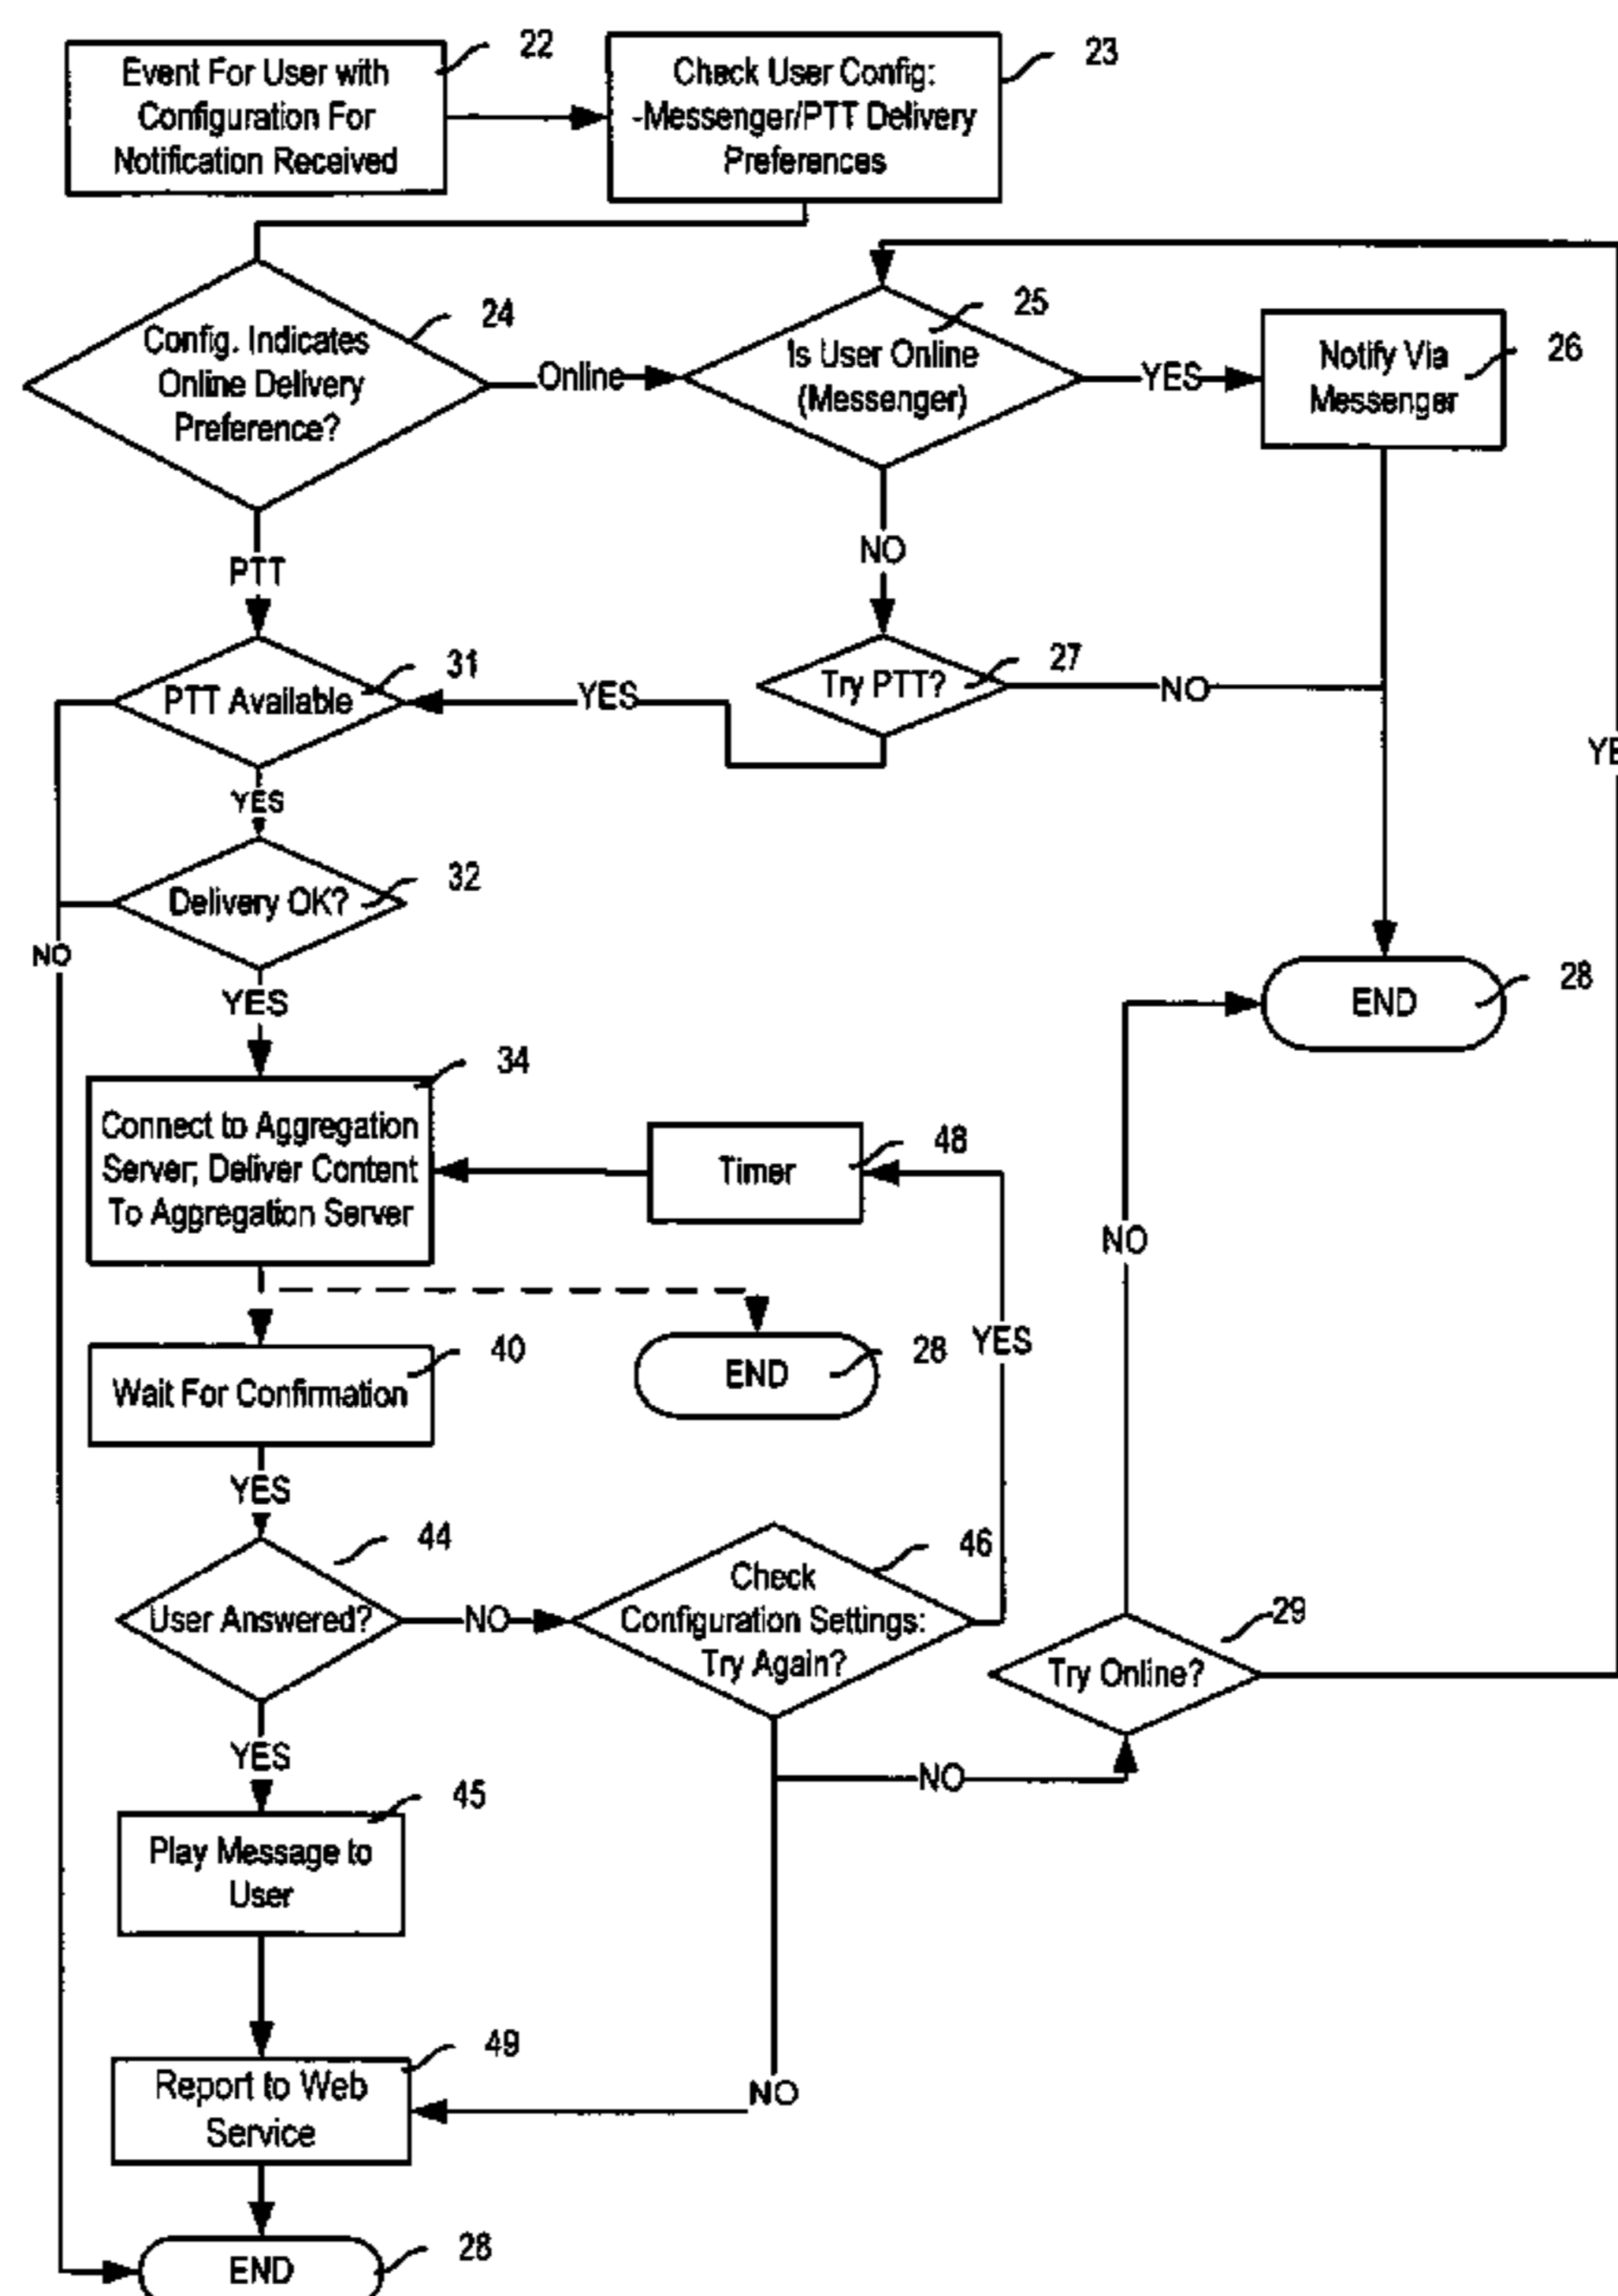 Event For User with
Configuration For
Notification Received
22
Check User Config:
-Messenger/PTT Delivery
Preferences
23
Config. Indicates
Online Delivery
Preference?
24
Online
Is User Online
(Messenger)
25
YES
Notify Via
Messenger
26
PTT
NO
PTT Available
31
YES
Try PTT?
27
NO
YES
Delivery OK?
32
NO
YES
END
28
Connect to Aggregation
Server; Deliver Content
To Aggregation Server
34
Timer
48
NO
Wait For Confirmation
40
END
28
YES
YES
User Answered?
44
NO
Check
Configuration Settings:
Try Again?
46
Try Online?
29
YES
NO
Play Message to
User
45
Report to Web
Service
49
NO
END
28